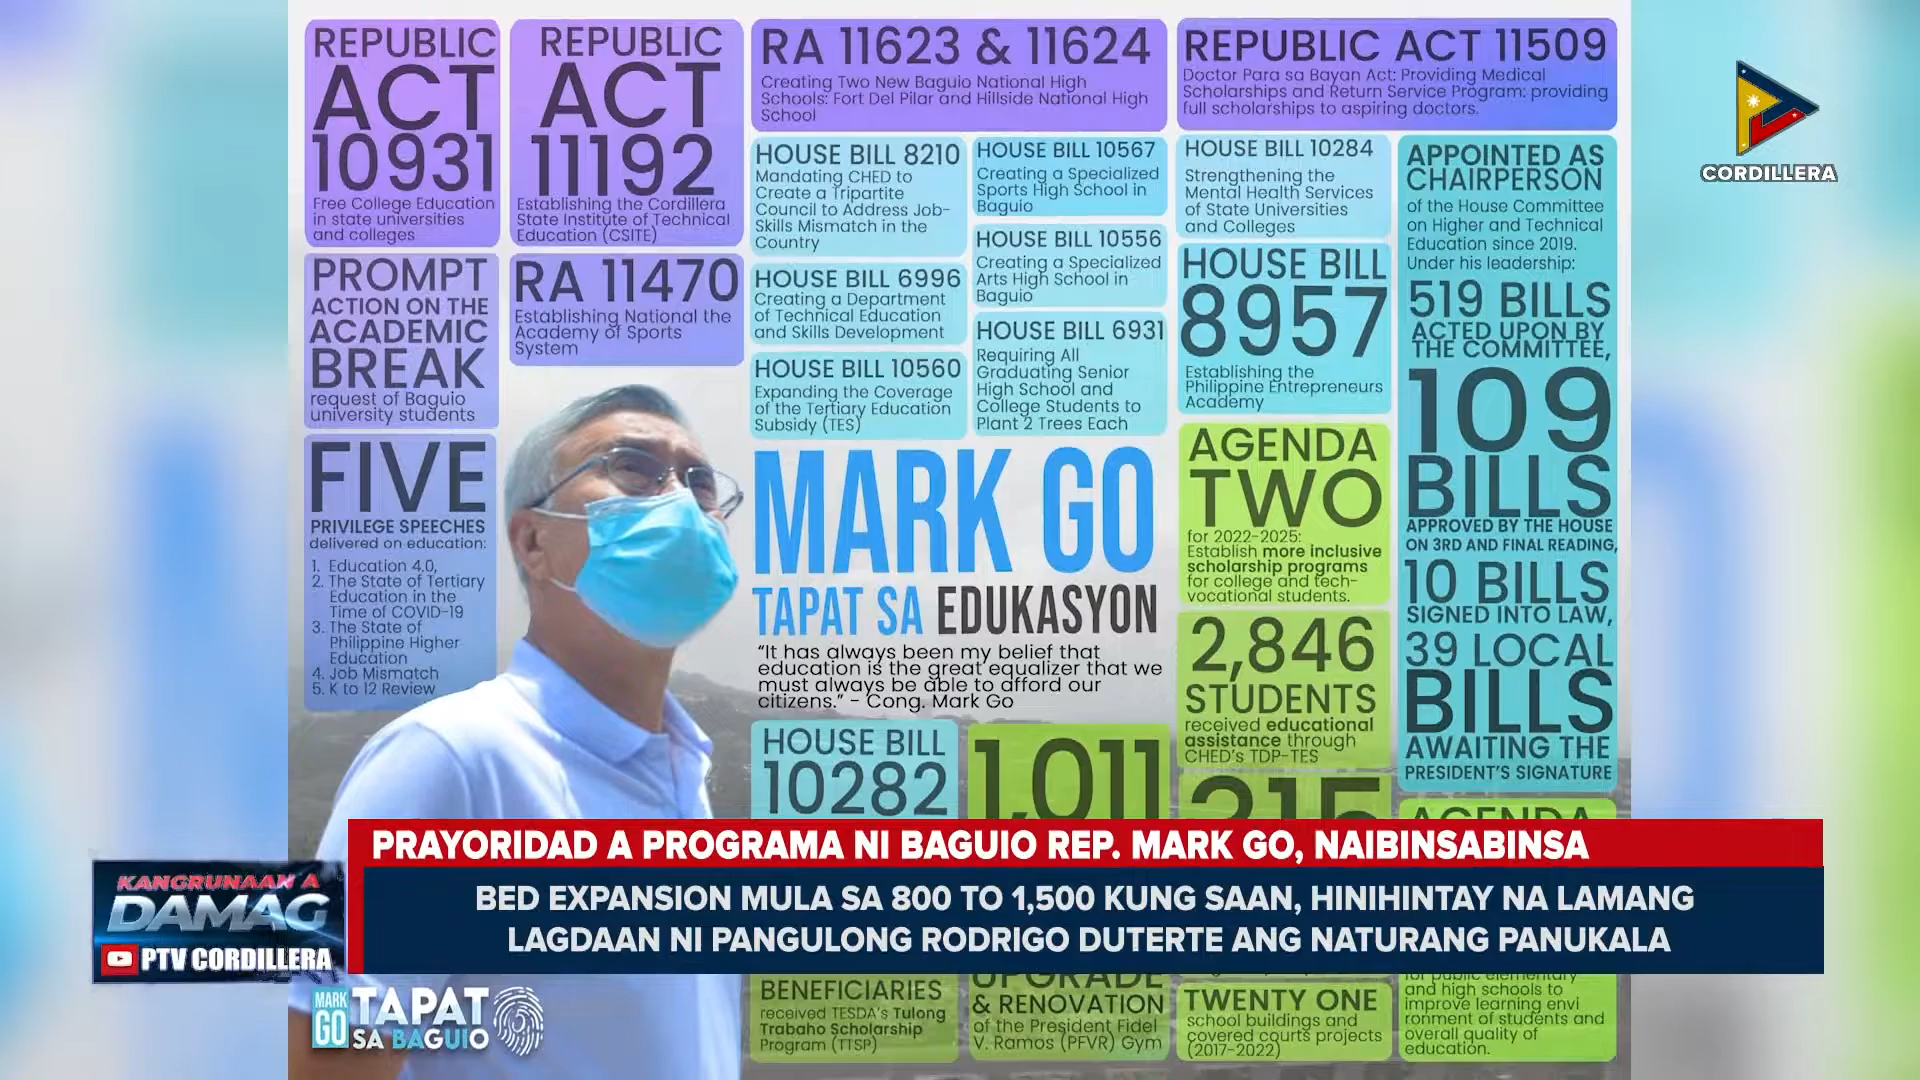 REPUBLIC
ACT
10931
Free College Education
in state universities
and colleges
REPUBLIC
ACT
11192
Establishing the Cordillera
State Institute of Technical
Education (CSITE)
RA 11623 & 11624
Creating Two New Baguio National High
Schools: Fort Del Pilar and Hillside National High
School
REPUBLIC ACT 11509
Doctor Para sa Bayan Act: Providing Medical
Scholarships and Return Service Program: providing
full scholarships to aspiring doctors.
CORDILLERA
PROMPT
ACTION ON THE
ACADEMIC
BREAK
request of Baguio
university students
RA 11470
Establishing National the
Academy of Sports
System
HOUSE BILL 8210
Mandating CHED to
Create a Tripartite
Council to Address Job-
Skills Mismatch in the
Country
HOUSE BILL 6996
Creating a Department
of Technical Education
and Skills Development
HOUSE BILL 10560
Expanding the Coverage
of the Tertiary Education
Subsidy (TES)
HOUSE BILL 10567
Creating a Specialized
Sports High School in
Baguio
HOUSE BILL 10556
Creating a Specialized
Arts High School in
Baguio
HOUSE BILL 6931
Requiring All
Graduating Senior
High School and
College Students to
Plant 2 Trees Each
HOUSE BILL 10284
Strengthening the
Mental Health Services
of State Universities
and Colleges
HOUSE BILL
8957
Establishing the
Philippine Entrepreneurs
Academy
APPOINTED AS
CHAIRPERSON
of the House Committee
on Higher and Technical
Education since 2019.
Under his leadership:
519 BILLS
ACTED UPON BY
THE COMMITTEE,
109
BILLS
APPROVED BY THE HOUSE
ON 3RD AND FINAL READING,
10 BILLS
SIGNED INTO LAW,
39 LOCAL
BILLS
AWAITING THE
PRESIDENT'S SIGNATURE
FIVE
PRIVILEGE SPEECHES
delivered on education:
1. Education 4.0,
2. The State of Tertiary
Education in the
Time of COVID-19
3. The State of
Philippine Higher
Education
4. Job Mismatch
5. K to 12 Review
MARK GO
TAPAT SA EDUKASYON
“It has always been my belief that
education is the great equalizer that we
must always be able to afford our
citizens.” - Cong. Mark Go
AGENDA
TWO
for 2022-2025:
Establish more inclusive
scholarship programs
for college and tech-
vocational students.
2,846
STUDENTS
received educational
assistance through
CHED's TDP-TES
HOUSE BILL
10282
1,011
215
AGENDA
PRAYORIDAD A PROGRAMA NI BAGUIO REP. MARK GO, NAIBINSABINSA
BED EXPANSION MULA SA 800 TO 1,500 KUNG SAAN, HINIHINTAY NA LAMANG
LAGDAAN NI PANGULONG RODRIGO DUTERTE ANG NATURANG PANUKALA
KANGRUNAAN A
DAMAG
PTV CORDILLERA
MARK
GO
TAPAT
SA BAGUIO
BENEFICIARIES
received TESDA's Tulong
Trabaho Scholarship
Program (TTSP)
UPGRADE
& RENOVATION
of the President Fidel
V. Ramos (PFVR) Gym
TWENTY ONE
school buildings and
covered courts projects
(2017-2022)
for public elementary
and high schools to
improve learning envi
ronment of students and
overall quality of
education.